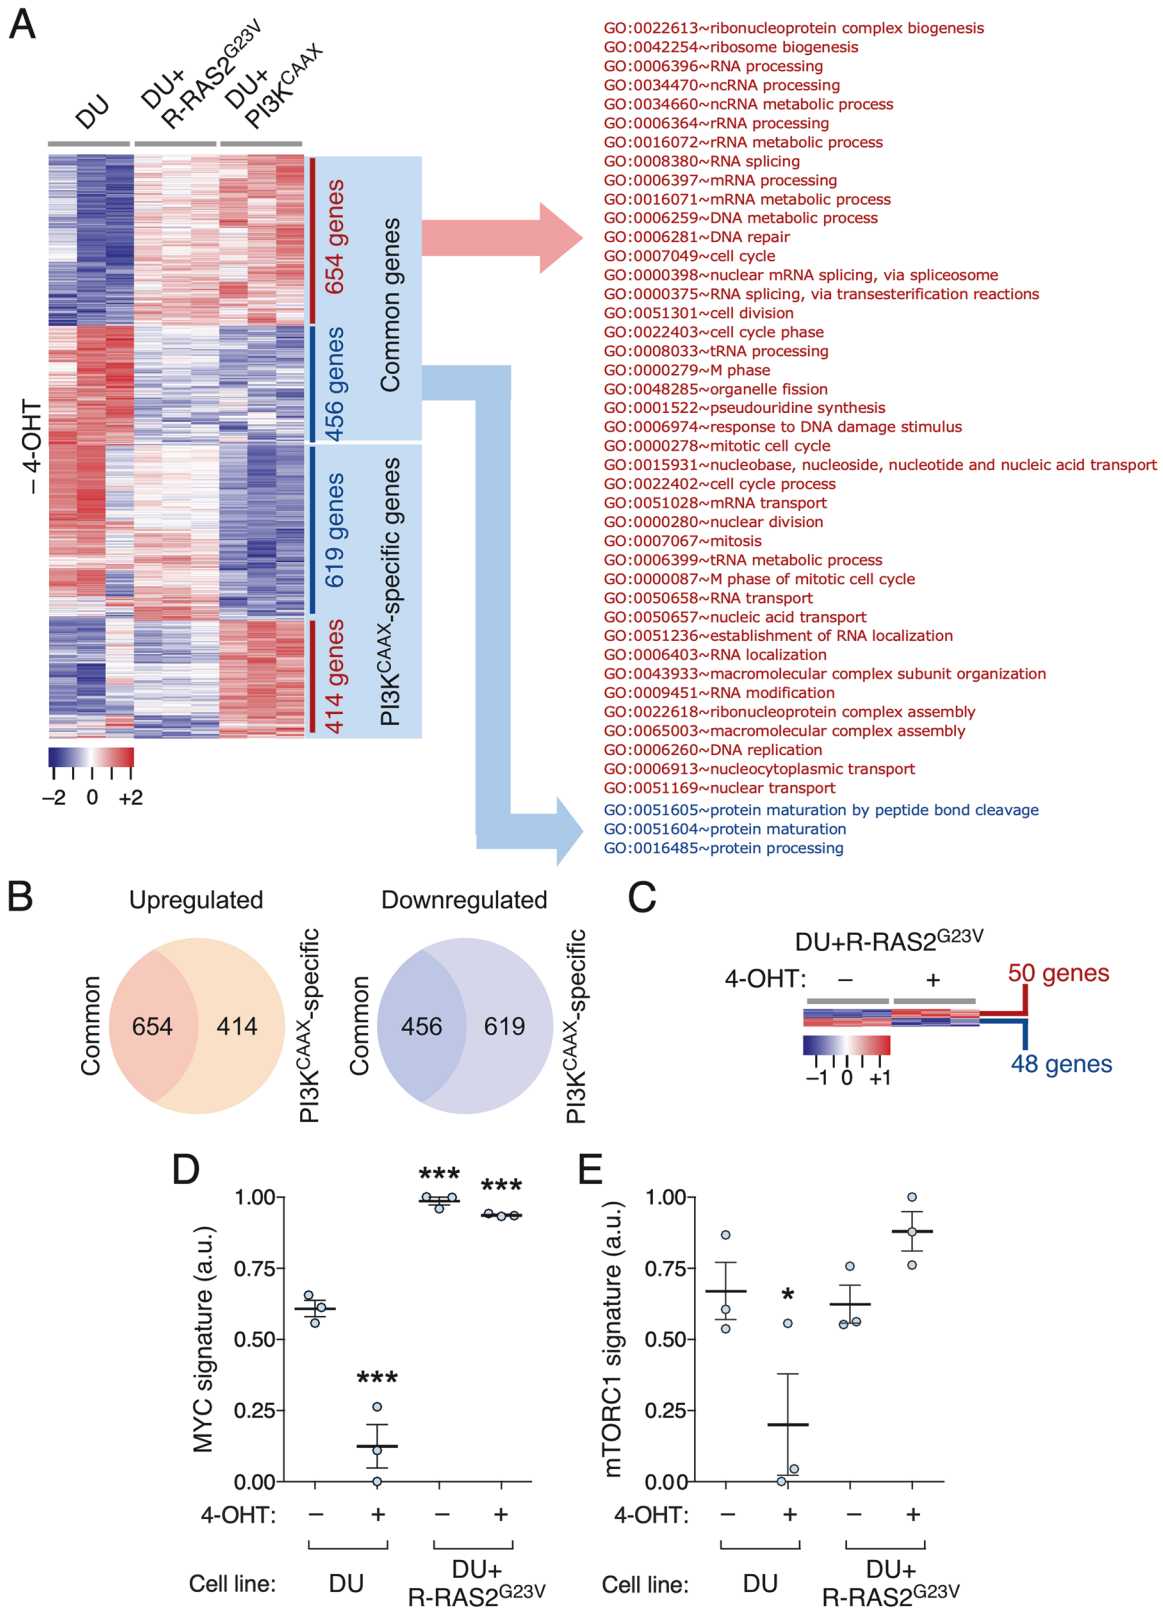 A
DU
DU+
R-RAS2G23V
DU+
PI3KCAAX
– 4-OHT
654 genes
456 genes
Common genes
619 genes
414 genes
PI3KCAAX-specific genes
–2 0 +2
GO:0022613~ribonucleoprotein complex biogenesis
GO:0042254~ribosome biogenesis
GO:0006396~RNA processing
GO:0034470~ncRNA processing
GO:0034660~ncRNA metabolic process
GO:0006364~rRNA processing
GO:0016072~rRNA metabolic process
GO:0008380~RNA splicing
GO:0006397~mRNA processing
GO:0016071~mRNA metabolic process
GO:0006259~DNA metabolic process
GO:0006281~DNA repair
GO:0007049~cell cycle
GO:0000398~nuclear mRNA splicing, via spliceosome
GO:0000375~RNA splicing, via transesterification reactions
GO:0051301~cell division
GO:0022403~cell cycle phase
GO:0008033~tRNA processing
GO:0000279~M phase
GO:0048285~organelle fission
GO:0001522~pseudouridine synthesis
GO:0006974~response to DNA damage stimulus
GO:0000278~mitotic cell cycle
GO:0015931~nucleobase, nucleoside, nucleotide and nucleic acid transport
GO:0022402~cell cycle process
GO:0051028~mRNA transport
GO:0000280~nuclear division
GO:0007067~mitosis
GO:0006399~tRNA metabolic process
GO:0000087~M phase of mitotic cell cycle
GO:0050658~RNA transport
GO:0050657~nucleic acid transport
GO:0051236~establishment of RNA localization
GO:0006403~RNA localization
GO:0043933~macromolecular complex subunit organization
GO:0009451~RNA modification
GO:0022618~ribonucleoprotein complex assembly
GO:0065003~macromolecular complex assembly
GO:0006260~DNA replication
GO:0006913~nucleocytoplasmic transport
GO:0051169~nuclear transport
GO:0051605~protein maturation by peptide bond cleavage
GO:0051604~protein maturation
GO:0016485~protein processing
B
Upregulated
Common
654 414
PI3KCAAX-specific
Downregulated
Common
456 619
PI3KCAAX-specific
C
DU+R-RAS2G23V
4-OHT: – +
50 genes
48 genes
–1 0 +1
D
MYC signature (a.u.)
1.00
0.75
0.50
0.25
0.00
***
***
***
4-OHT: – + – +
Cell line: DU DU+
R-RAS2G23V
E
mTORC1 signature (a.u.)
1.00
0.75
0.50
0.25
0.00
*
4-OHT: – + – +
Cell line: DU DU+
R-RAS2G23V